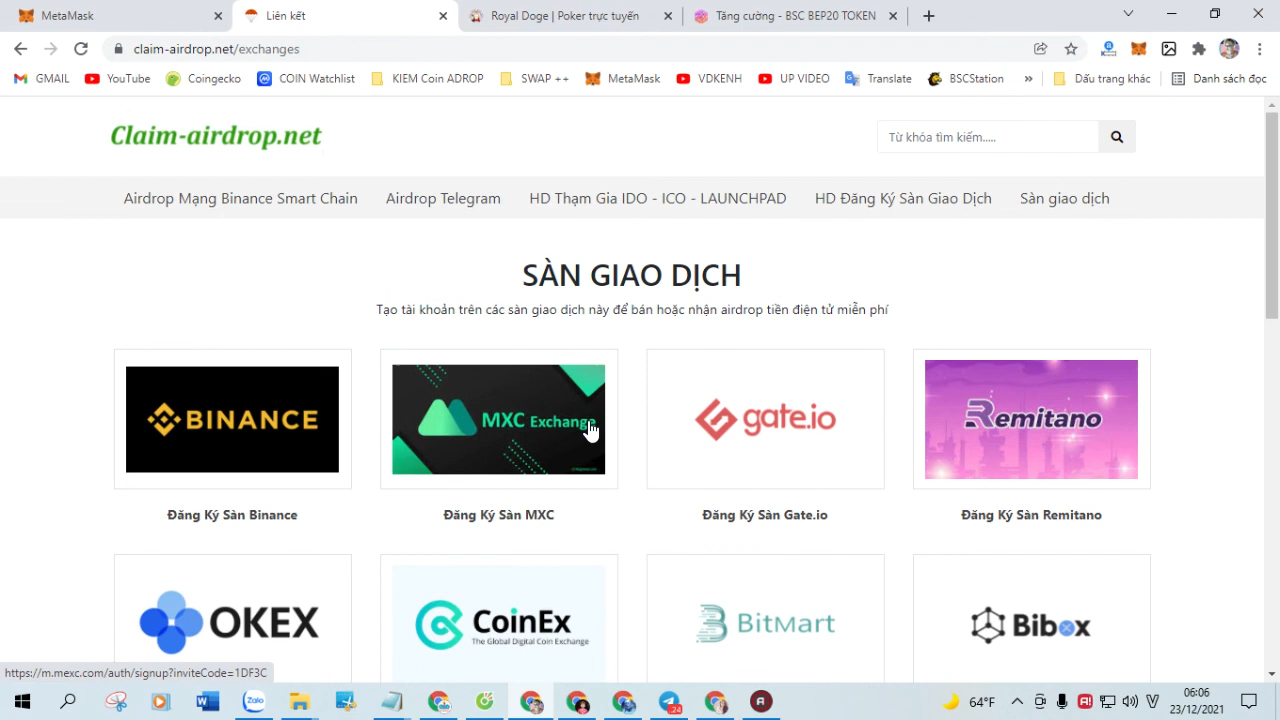 MetaMask
Liên kết
Royal Doge | Poker trực tuyến
Tăng cường - BSC BEP20 TOKEN
claim-airdrop.net/exchanges
GMAIL
YouTube
Coingecko
COIN Watchlist
KIEM Coin ADROP
SWAP ++
MetaMask
VDKENH
UP VIDEO
Translate
BSCStation
»
Dấu trang khác
Danh sách đọc
Claim-airdrop.net
Từ khóa tìm kiếm.....
Airdrop Mạng Binance Smart Chain
Airdrop Telegram
HD Thạm Gia IDO - ICO - LAUNCHPAD
HD Đăng Ký Sàn Giao Dịch
Sàn giao dịch
SÀN GIAO DỊCH
Tạo tài khoản trên các sàn giao dịch này để bán hoặc nhận airdrop tiền điện tử miễn phí
BINANCE
MXC Exchange
gate.io
Remitano
Đăng Ký Sàn Binance
Đăng Ký Sàn MXC
Đăng Ký Sàn Gate.io
Đăng Ký Sàn Remitano
OKEX
CoinEx
The Global Digital Coin Exchange
BitMart
Bibox
https://m.mexc.com/auth/signup?inviteCode=1DF3C
Zalo
24
64°F
06:06
23/12/2021